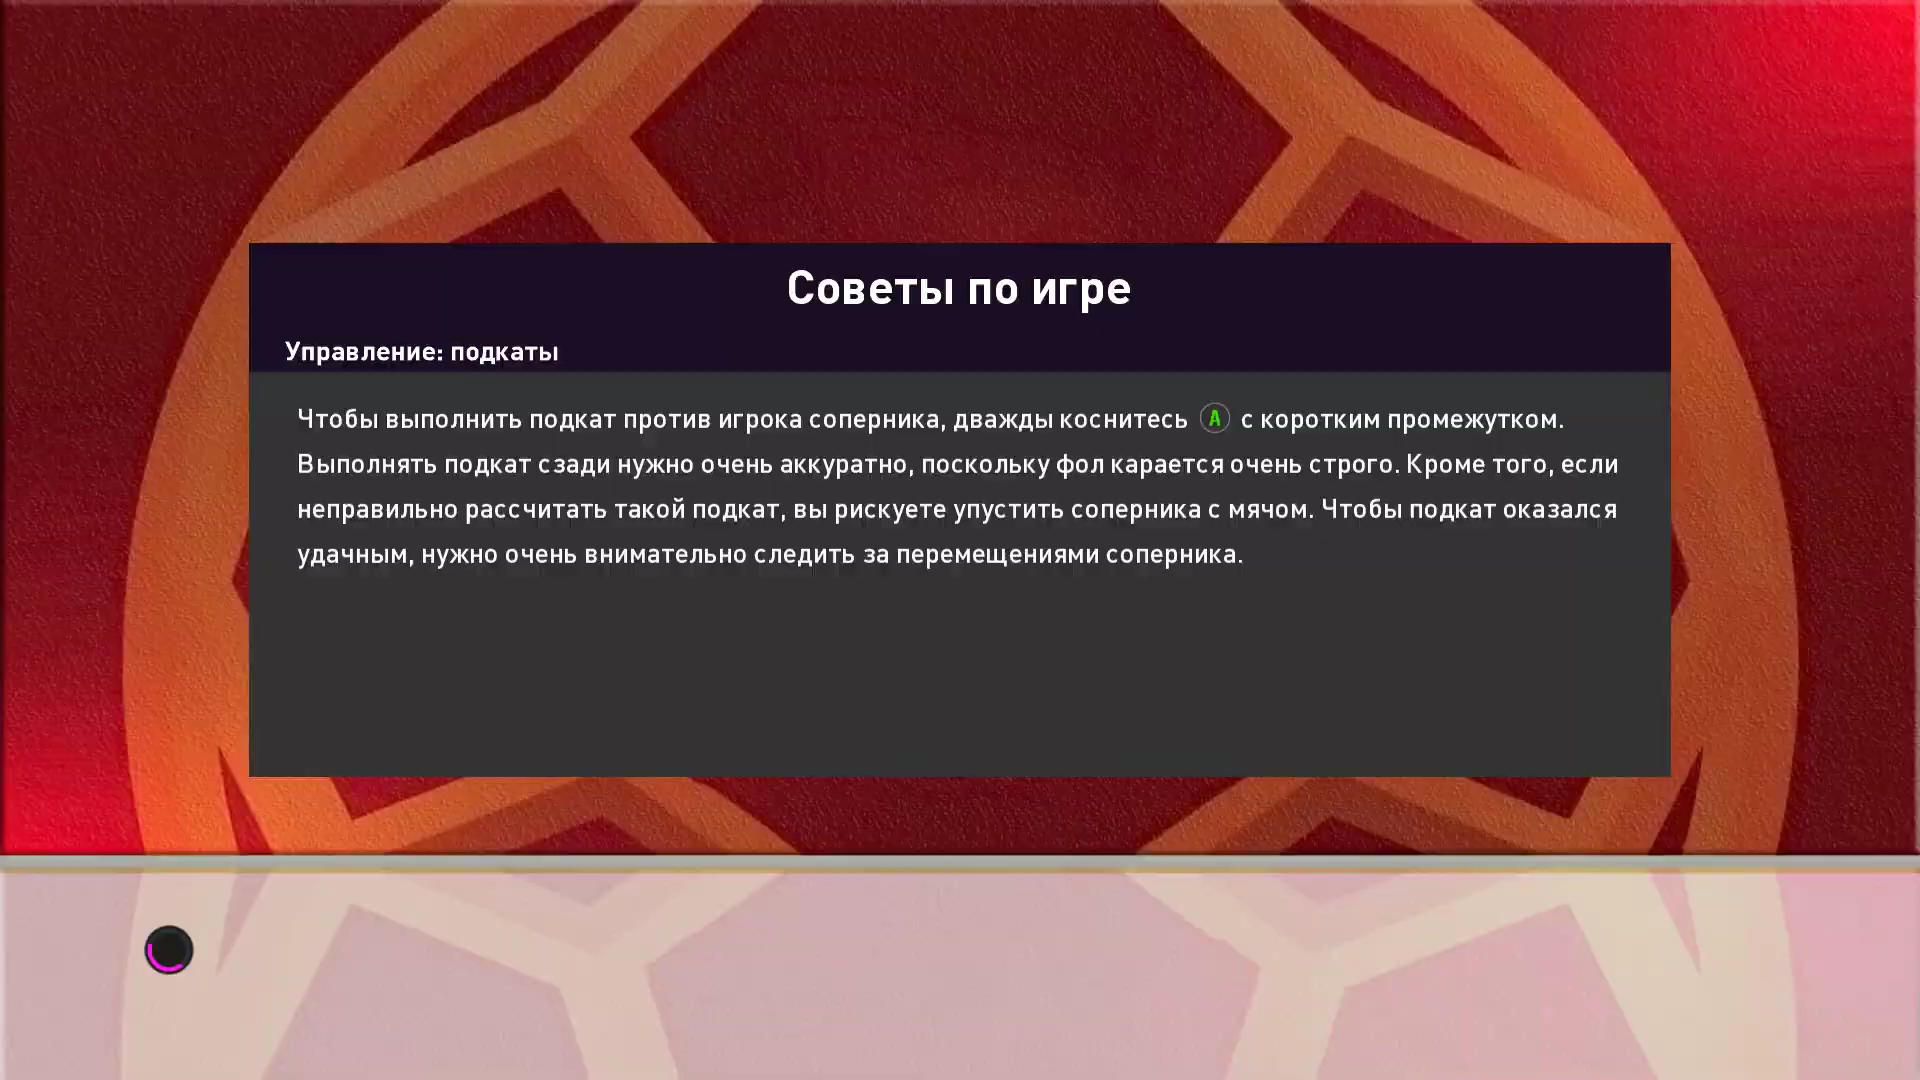 Советы по игре
Управление: подкаты
Чтобы выполнить подкат против игрока соперника, дважды коснитесь A с коротким промежутком.
Выполнять подкат сзади нужно очень аккуратно, поскольку фол карается очень строго. Кроме того, если
неправильно рассчитать такой подкат, вы рискуете упустить соперника с мячом. Чтобы подкат оказался
удачным, нужно очень внимательно следить за перемещениями соперника.